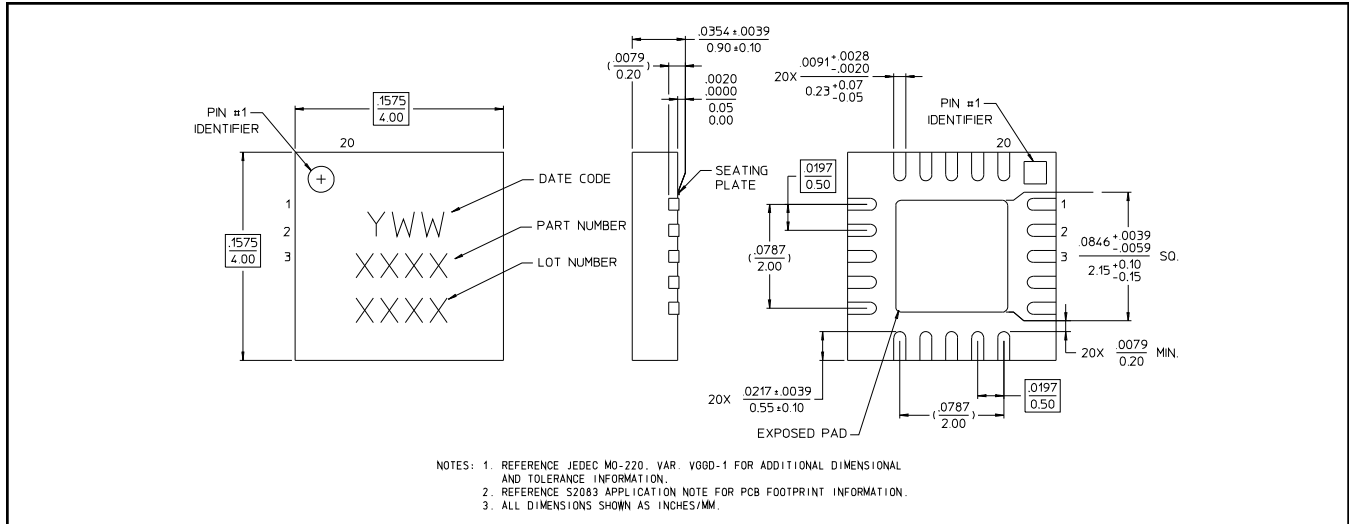 .0354 ±.0039
0.90 ±0.10
( .0079
0.20 )
.0020
.0000
0.05
0.00
PIN #1
IDENTIFIER
.1575
4.00
20
1
2
3
.1575
4.00
YWW
XXXX
XXXX
DATE CODE
PART NUMBER
LOT NUMBER
SEATING
PLATE
20X .0091 +.0028 -.0020
0.23 +0.07 -0.05
PIN #1
IDENTIFIER
20
.0197
0.50
( .0787
2.00 )
1
2
3
.0846 +.0039 -.0059
2.15 +0.10 -0.15
SQ.
20X .0079
0.20 MIN.
20X .0217 ±.0039
0.55 ±0.10
( .0787
2.00 )
.0197
0.50
EXPOSED PAD
NOTES: 1. REFERENCE JEDEC MO-220, VAR. VGGD-1 FOR ADDITIONAL DIMENSIONAL
AND TOLERANCE INFORMATION.
2. REFERENCE S2083 APPLICATION NOTE FOR PCB FOOTPRINT INFORMATION.
3. ALL DIMENSIONS SHOWN AS INCHES/MM.